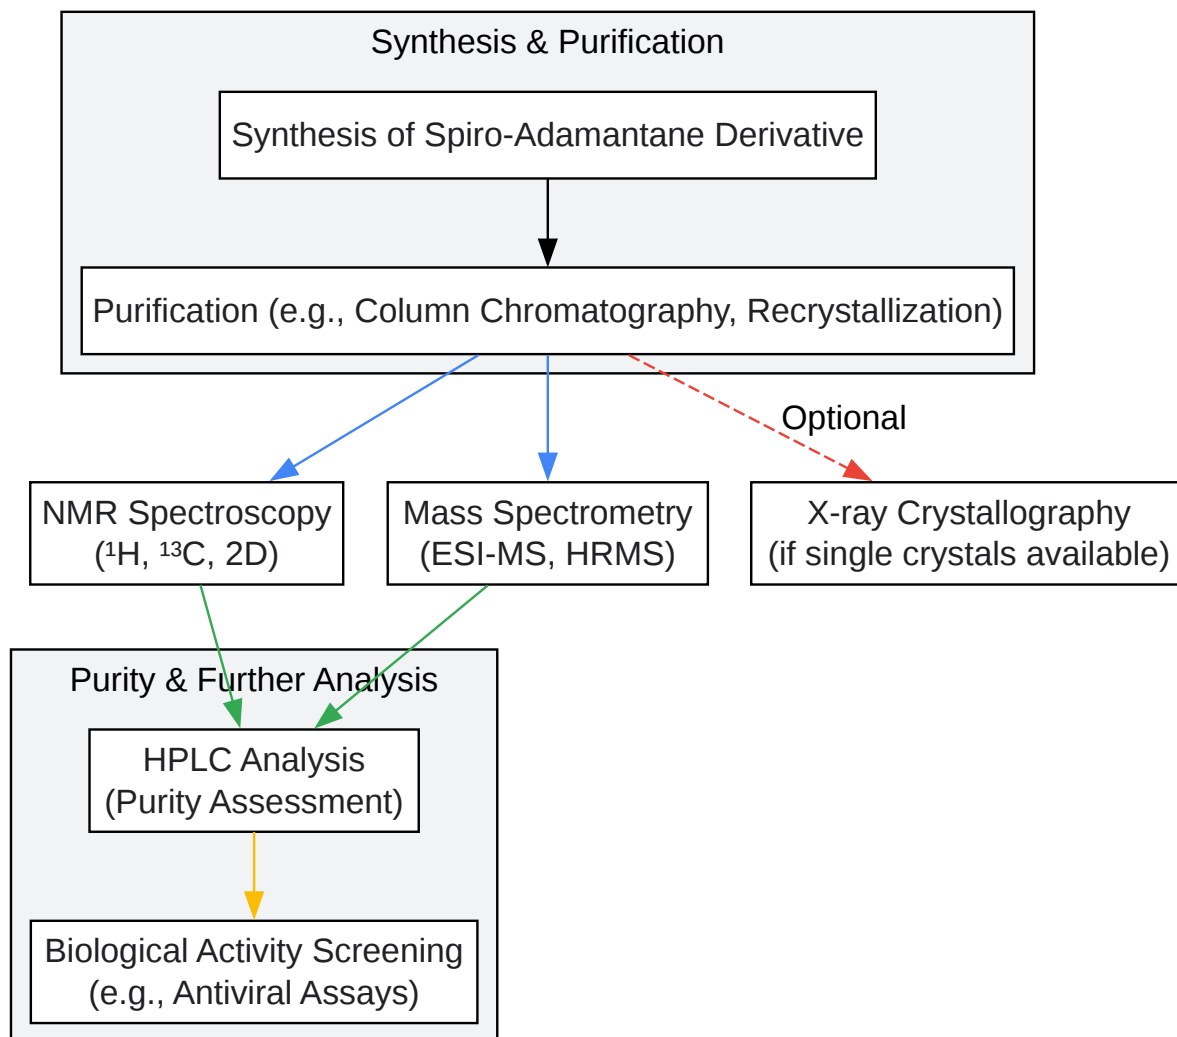 Synthesis & Purification
Synthesis of Spiro-Adamantane Derivative
Purification (e.g., Column Chromatography, Recrystallization)
Optional
NMR Spectroscopy
(¹H, ¹³C, 2D)
Mass Spectrometry
(ESI-MS, HRMS)
X-ray Crystallography
(if single crystals available)
Purity & Further Analysis
HPLC Analysis
(Purity Assessment)
Biological Activity Screening
(e.g., Antiviral Assays)